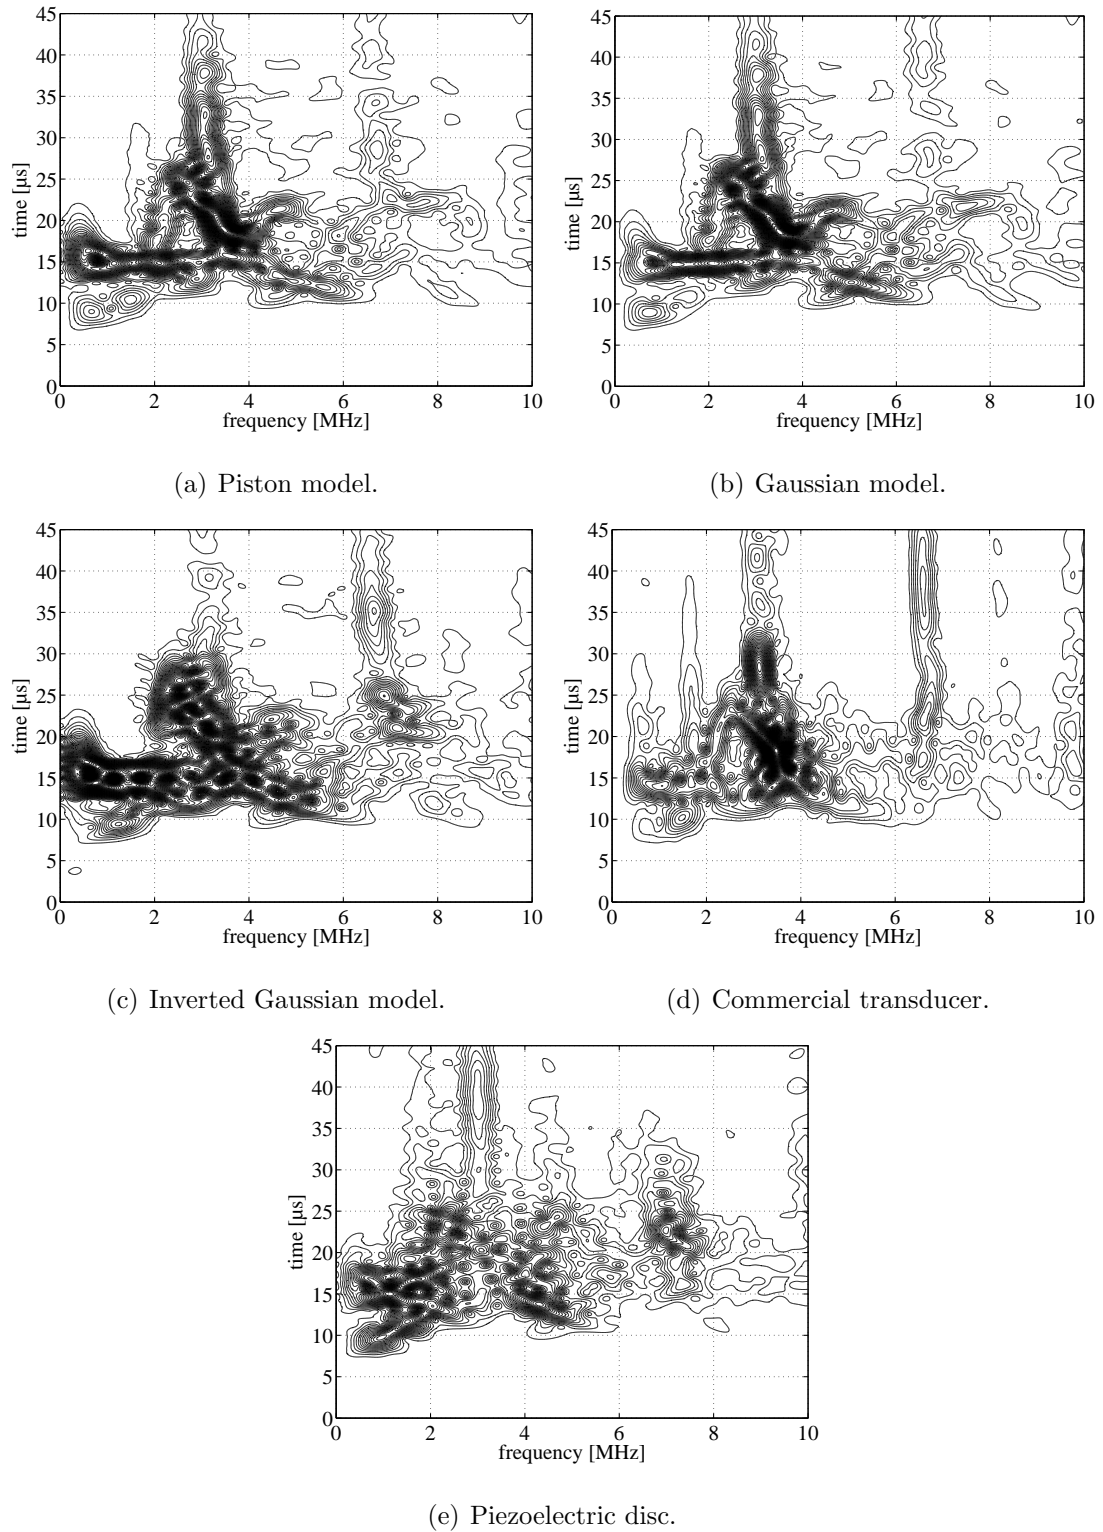 45
40
35
30
25
20
15
10
5
0
time [µs]
0 2 4 6 8 10
frequency [MHz]
(a) Piston model.
45
40
35
30
25
20
15
10
5
0
time [µs]
0 2 4 6 8 10
frequency [MHz]
(b) Gaussian model.
45
40
35
30
25
20
15
10
5
0
time [µs]
0 2 4 6 8 10
frequency [MHz]
(c) Inverted Gaussian model.
45
40
35
30
25
20
15
10
5
0
time [µs]
0 2 4 6 8 10
frequency [MHz]
(d) Commercial transducer.
45
40
35
30
25
20
15
10
5
0
time [µs]
0 2 4 6 8 10
frequency [MHz]
(e) Piezoelectric disc.